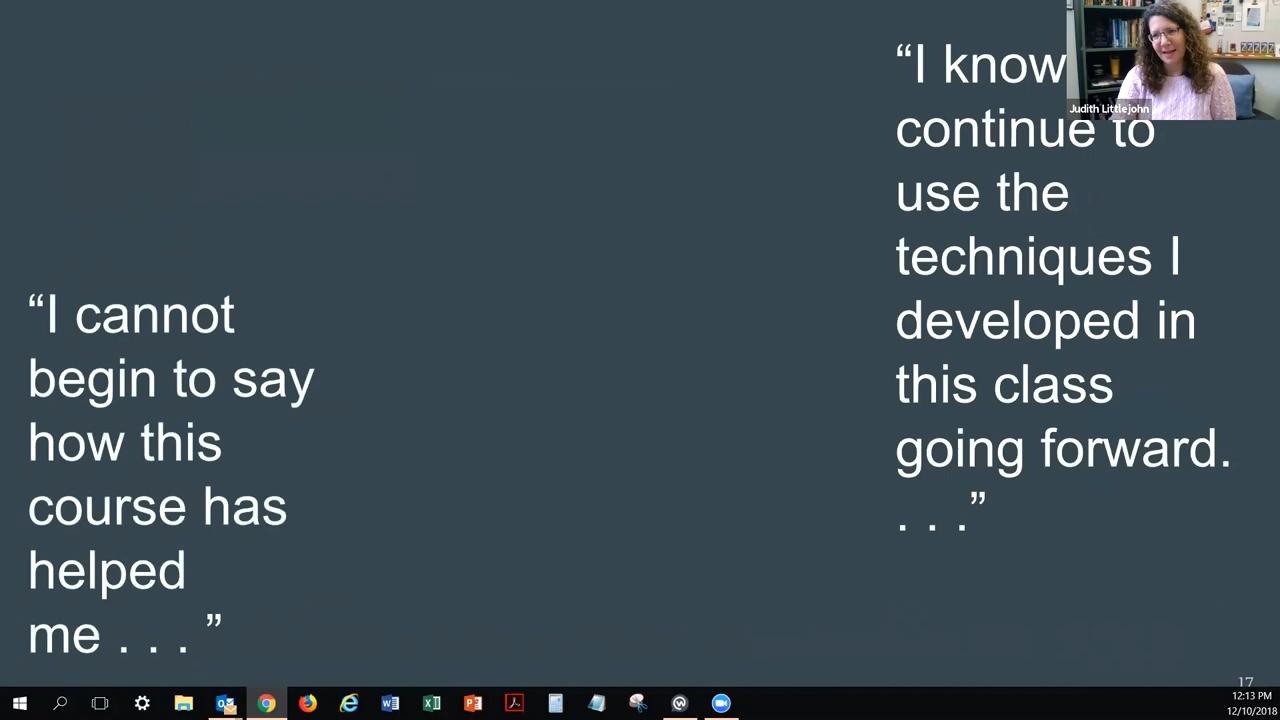 “I know
continue to
use the
techniques I
developed in
this class
going forward.
. . .”
“I cannot
begin to say
how this
course has
helped
me . . . ”
Judith Littlejohn
17
12:13 PM
12/10/2018